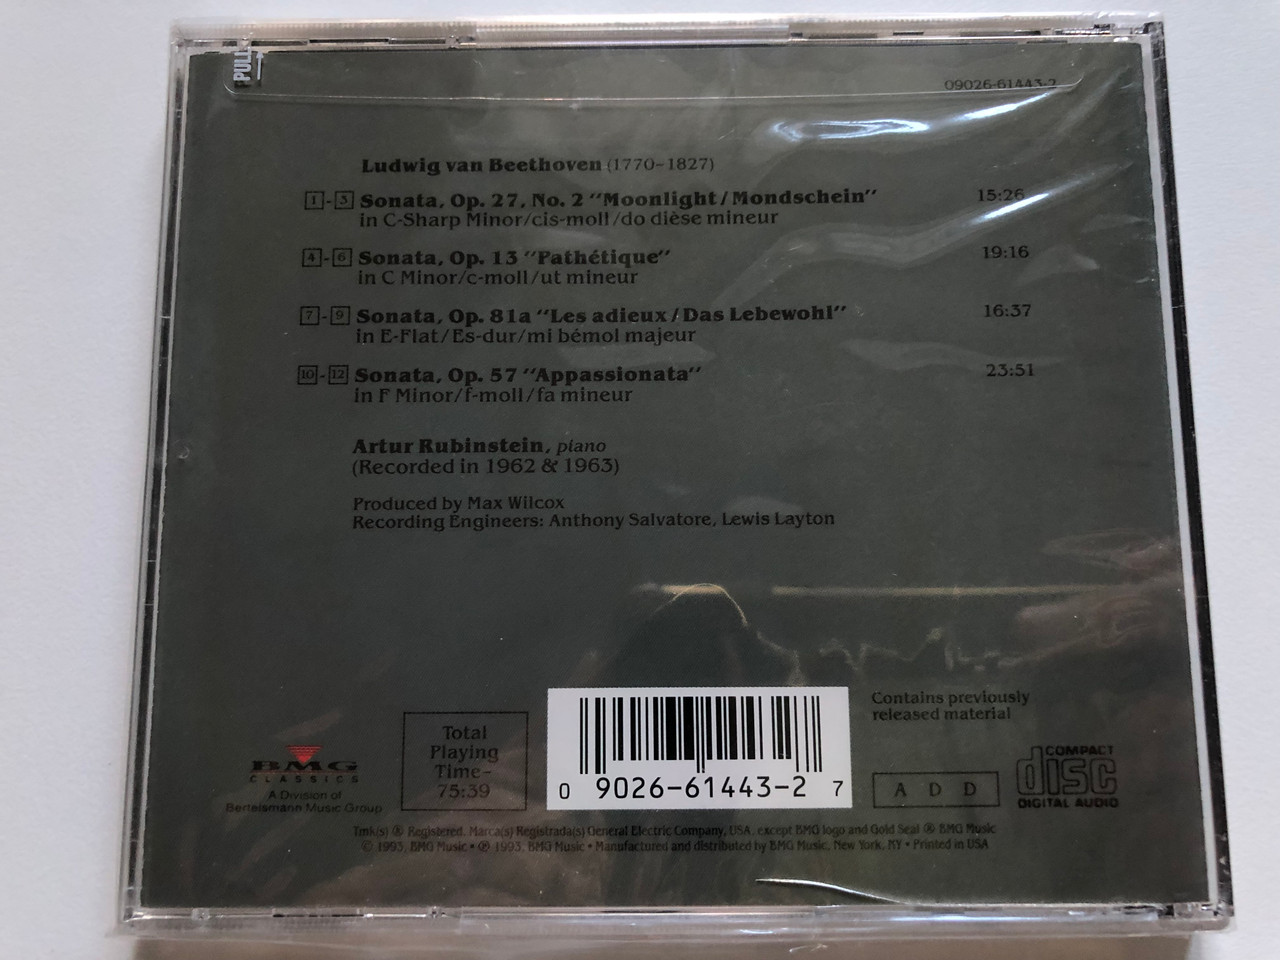 PULL
09026-61443-2
Ludwig van Beethoven (1770-1827)
1-3 Sonata, Op. 27, No. 2 "Moonlight/Mondschein" 15:26
in C-Sharp Minor/cis-moll/do dièse mineur
4-6 Sonata, Op. 13 "Pathétique" 19:16
in C Minor/c-moll/ut mineur
7-9 Sonata, Op. 81a "Les adieux/Das Lebewohl" 16:37
in E-Flat/Es-dur/mi bémol majeur
10-12 Sonata, Op. 57 "Appassionata" 23:51
in F Minor/f-moll/fa mineur
Artur Rubinstein, piano
(Recorded in 1962 & 1963)
Produced by Max Wilcox
Recording Engineers: Anthony Salvatore, Lewis Layton
BMG
CLASSICS
A Division of
Bertelsmann Music Group
Total
Playing
Time-
75:39
0 9026-61443-2 7
Contains previously
released material
A D D
COMPACT
disc
DIGITAL AUDIO
Tmk(s) ® Registered. Marca(s) Registrada(s) General Electric Company, USA, except BMG logo and Gold Seal ® BMG Music
© 1993, BMG Music • ℗ 1993, BMG Music • Manufactured and distributed by BMG Music, New York, NY • Printed in USA